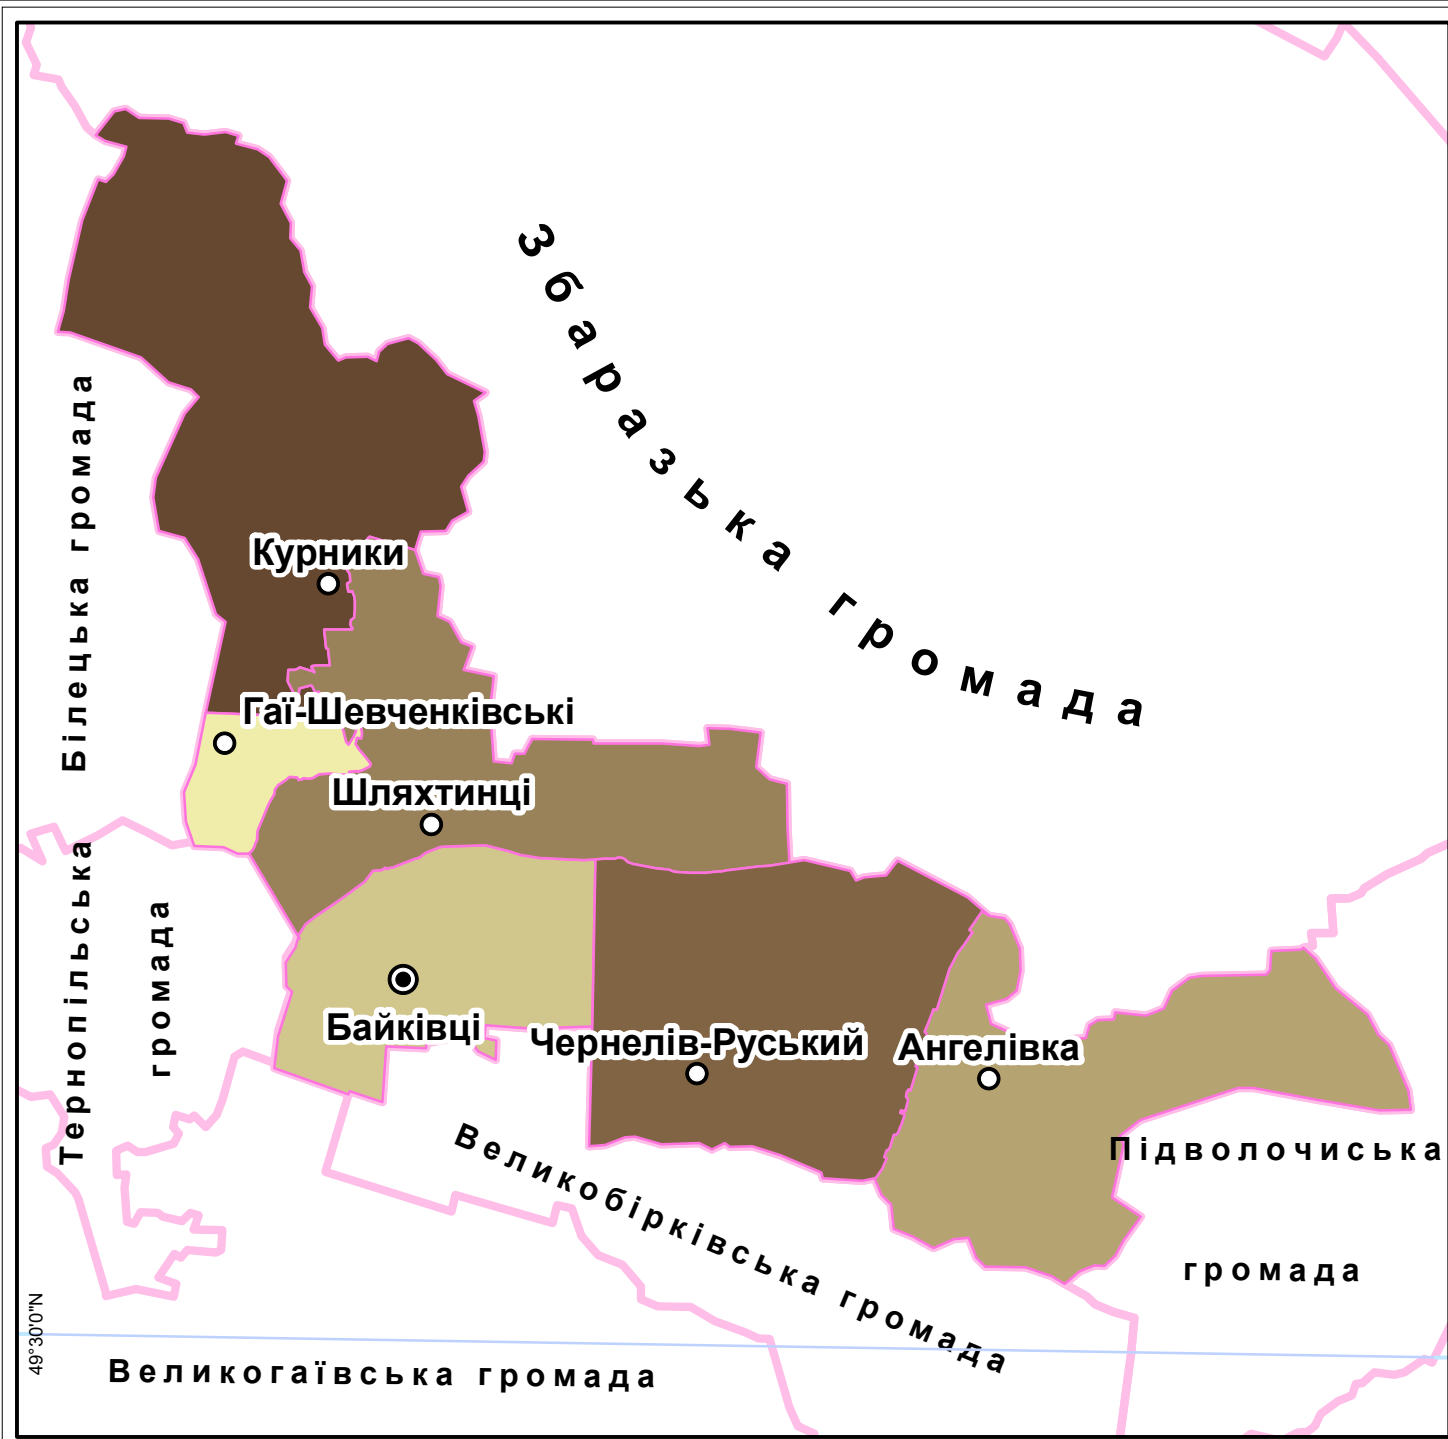 Збаразька громада
Білецька громада
Курники
Гаї-Шевченківські
Шляхтинці
Тернопільська
громада
Байківці
Чернелів-Руський
Ангелівка
Підволочиська
громада
Великобірківська громада
49°30'0"N
Великогаївська громада